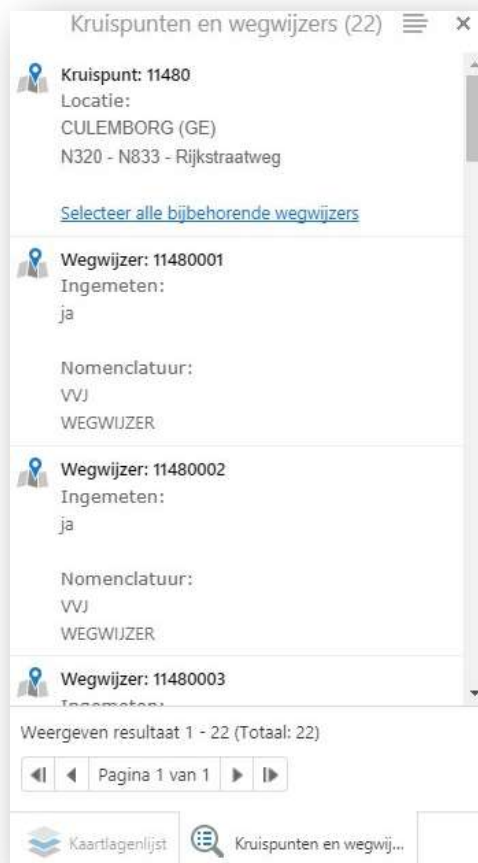 Kruispunten en wegwijzers (22)
Kruispunt: 11480
Locatie:
CULEMBORG (GE)
N320 - N833 - Rijkstraatweg
Selecteer alle bijbehorende wegwijzers
Wegwijzer: 11480001
Ingemeten:
ja
Nomenclatuur:
VVJ
WEGWIJZER
Wegwijzer: 11480002
Ingemeten:
ja
Nomenclatuur:
VVJ
WEGWIJZER
Wegwijzer: 11480003
Ingemeten:
Weergeven resultaat 1 - 22 (Totaal: 22)
Pagina 1 van 1
Kaartlagenlijst
Kruispunten en wegwij...